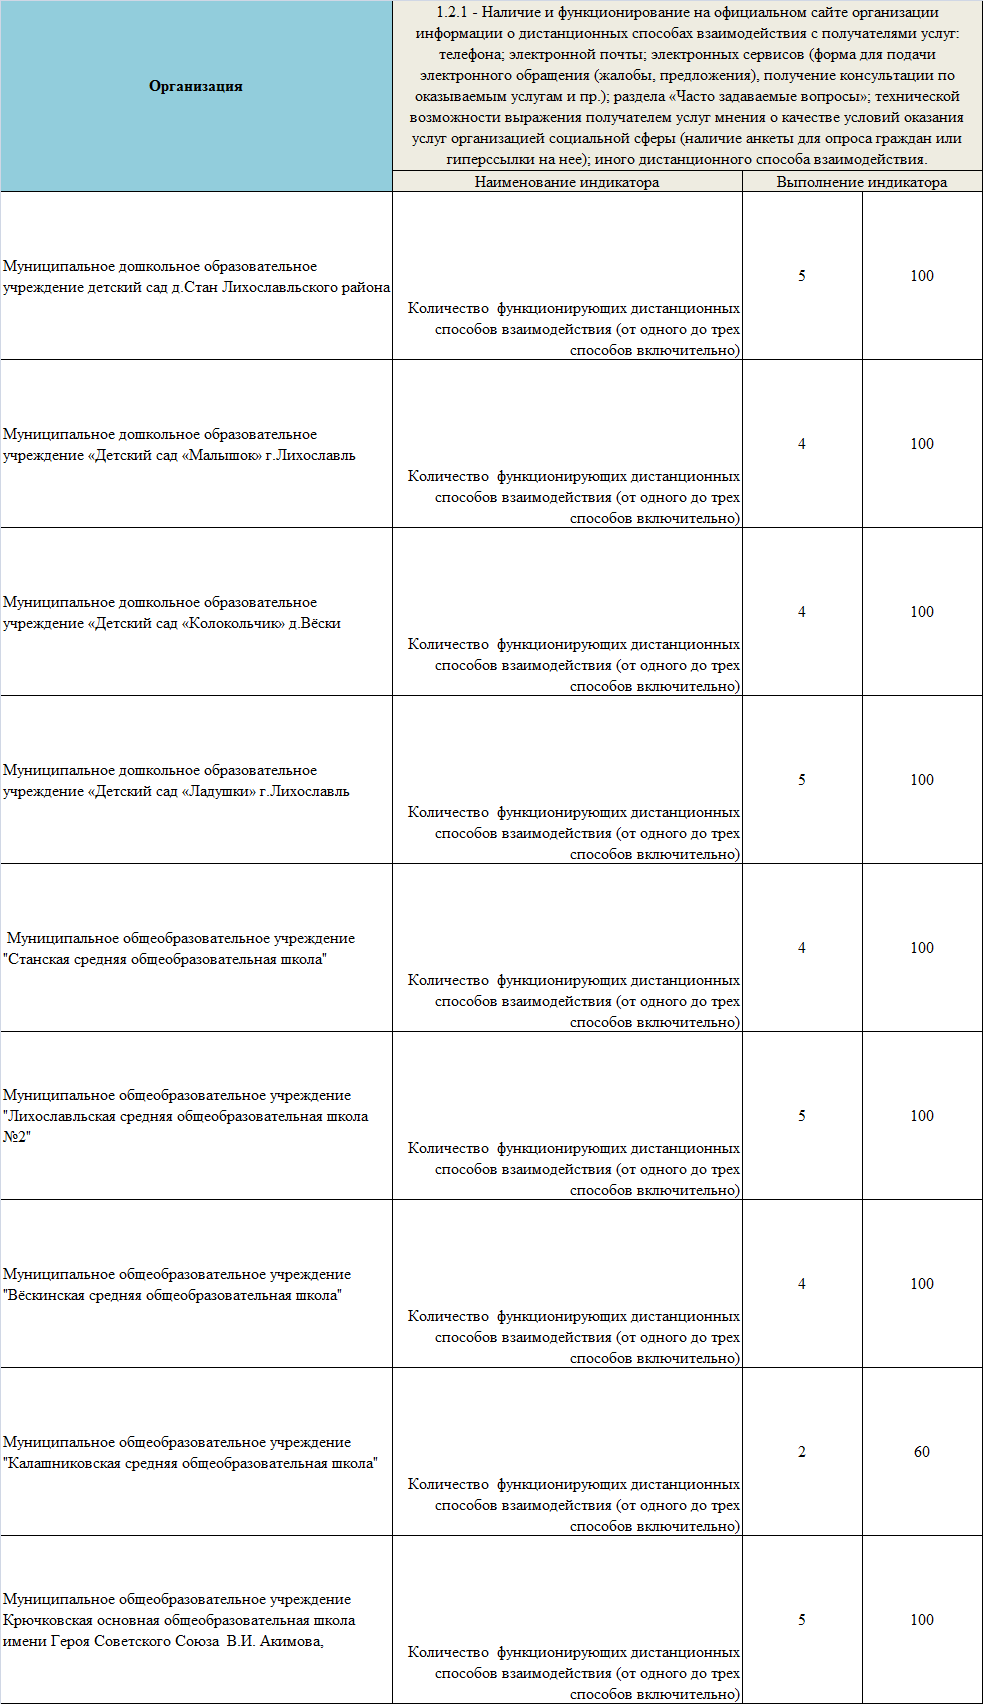 Организация
1.2.1 - Наличие и функционирование на официальном сайте организации
информации о дистанционных способах взаимодействия с получателями услуг:
телефона; электронной почты; электронных сервисов (форма для подачи
электронного обращения (жалобы, предложения), получение консультации по
оказываемым услугам и пр.); раздела «Часто задаваемые вопросы»; технической
возможности выражения получателем услуг мнения о качестве условий оказания
услуг организацией социальной сферы (наличие анкеты для опроса граждан или
гиперссылки на нее); иного дистанционного способа взаимодействия.
Наименование индикатора
Выполнение индикатора
Муниципальное дошкольное образовательное
учреждение детский сад д.Стан Лихославльского района
Количество  функционирующих дистанционных
способов взаимодействия (от одного до трех
способов включительно)
5
100
Муниципальное дошкольное образовательное
учреждение «Детский сад «Малышок» г.Лихославль
Количество  функционирующих дистанционных
способов взаимодействия (от одного до трех
способов включительно)
4
100
Муниципальное дошкольное образовательное
учреждение «Детский сад «Колокольчик» д.Вёски
Количество  функционирующих дистанционных
способов взаимодействия (от одного до трех
способов включительно)
4
100
Муниципальное дошкольное образовательное
учреждение «Детский сад «Ладушки» г.Лихославль
Количество  функционирующих дистанционных
способов взаимодействия (от одного до трех
способов включительно)
5
100
Муниципальное общеобразовательное учреждение
"Станская средняя общеобразовательная школа"
Количество  функционирующих дистанционных
способов взаимодействия (от одного до трех
способов включительно)
4
100
Муниципальное общеобразовательное учреждение
"Лихославльская средняя общеобразовательная школа
№2"
Количество  функционирующих дистанционных
способов взаимодействия (от одного до трех
способов включительно)
5
100
Муниципальное общеобразовательное учреждение
"Вёскинская средняя общеобразовательная школа"
Количество  функционирующих дистанционных
способов взаимодействия (от одного до трех
способов включительно)
4
100
Муниципальное общеобразовательное учреждение
"Калашниковская средняя общеобразовательная школа"
Количество  функционирующих дистанционных
способов взаимодействия (от одного до трех
способов включительно)
2
60
Муниципальное общеобразовательное учреждение
Крючковская основная общеобразовательная школа
имени Героя Советского Союза  В.И. Акимова,
Количество  функционирующих дистанционных
способов взаимодействия (от одного до трех
способов включительно)
5
100